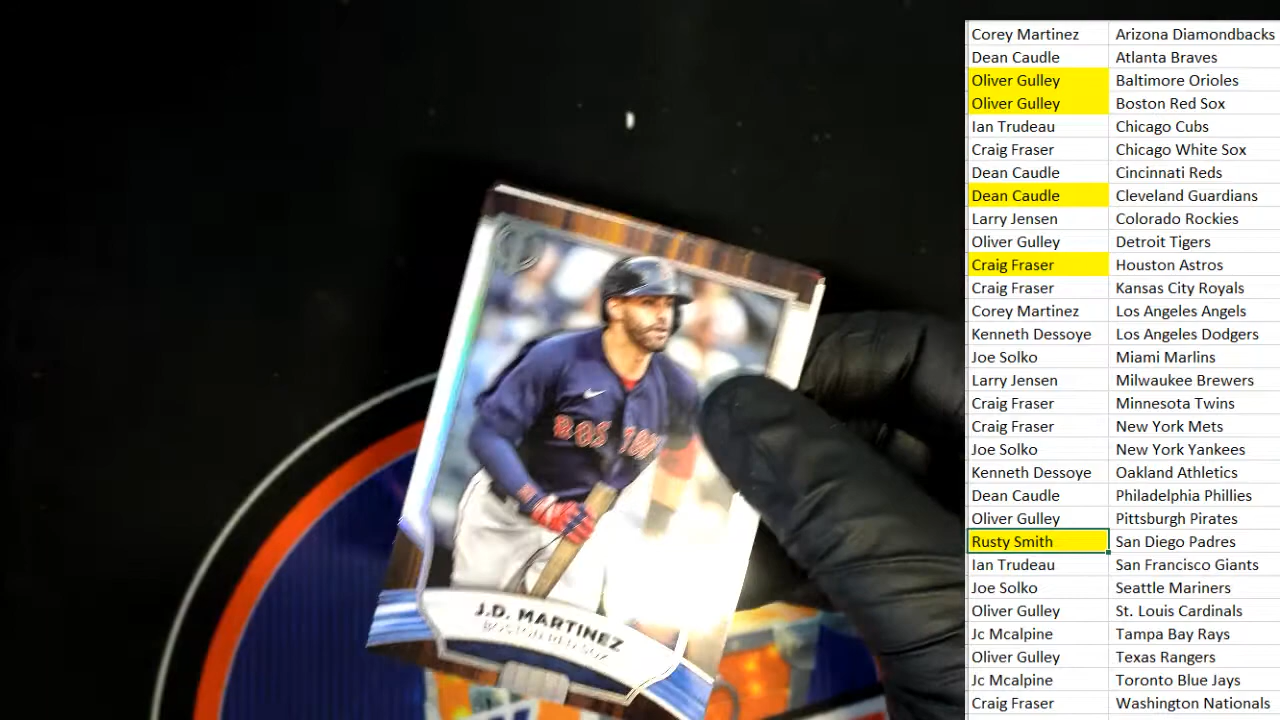 BOSTON
J.D. MARTINEZ
BOSTON RED SOX
Corey Martinez Arizona Diamondbacks
Dean Caudle Atlanta Braves
Oliver Gulley Baltimore Orioles
Oliver Gulley Boston Red Sox
Ian Trudeau Chicago Cubs
Craig Fraser Chicago White Sox
Dean Caudle Cincinnati Reds
Dean Caudle Cleveland Guardians
Larry Jensen Colorado Rockies
Oliver Gulley Detroit Tigers
Craig Fraser Houston Astros
Craig Fraser Kansas City Royals
Corey Martinez Los Angeles Angels
Kenneth Dessoye Los Angeles Dodgers
Joe Solko Miami Marlins
Larry Jensen Milwaukee Brewers
Craig Fraser Minnesota Twins
Craig Fraser New York Mets
Joe Solko New York Yankees
Kenneth Dessoye Oakland Athletics
Dean Caudle Philadelphia Phillies
Oliver Gulley Pittsburgh Pirates
Rusty Smith San Diego Padres
Ian Trudeau San Francisco Giants
Joe Solko Seattle Mariners
Oliver Gulley St. Louis Cardinals
Jc Mcalpine Tampa Bay Rays
Oliver Gulley Texas Rangers
Jc Mcalpine Toronto Blue Jays
Craig Fraser Washington Nationals